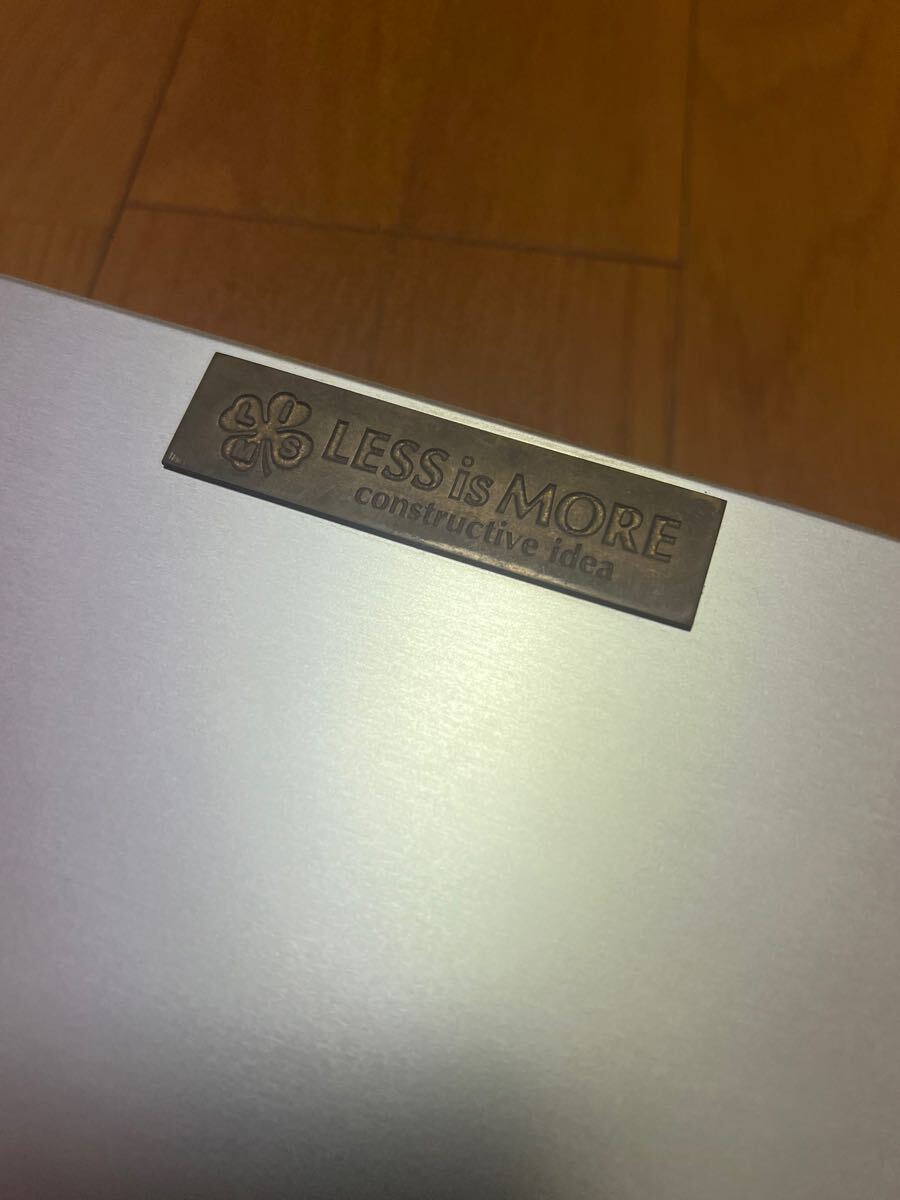 L I
M S
LESS is MORE
constructive idea